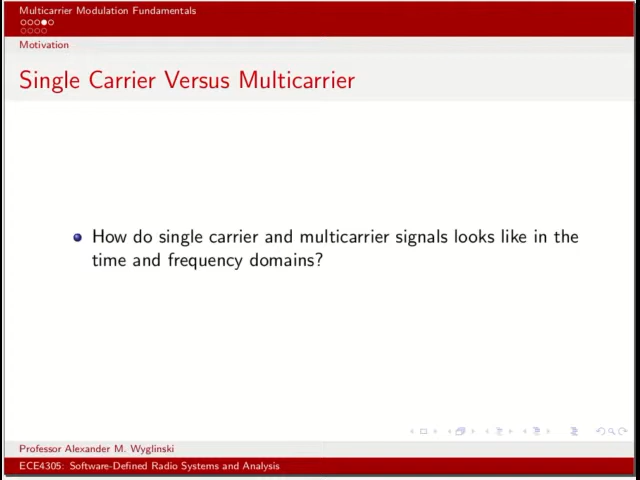 Multicarrier Modulation Fundamentals
Motivation
Single Carrier Versus Multicarrier
How do single carrier and multicarrier signals looks like in the
time and frequency domains?
Professor Alexander M. Wyglinski
ECE4305: Software-Defined Radio Systems and Analysis